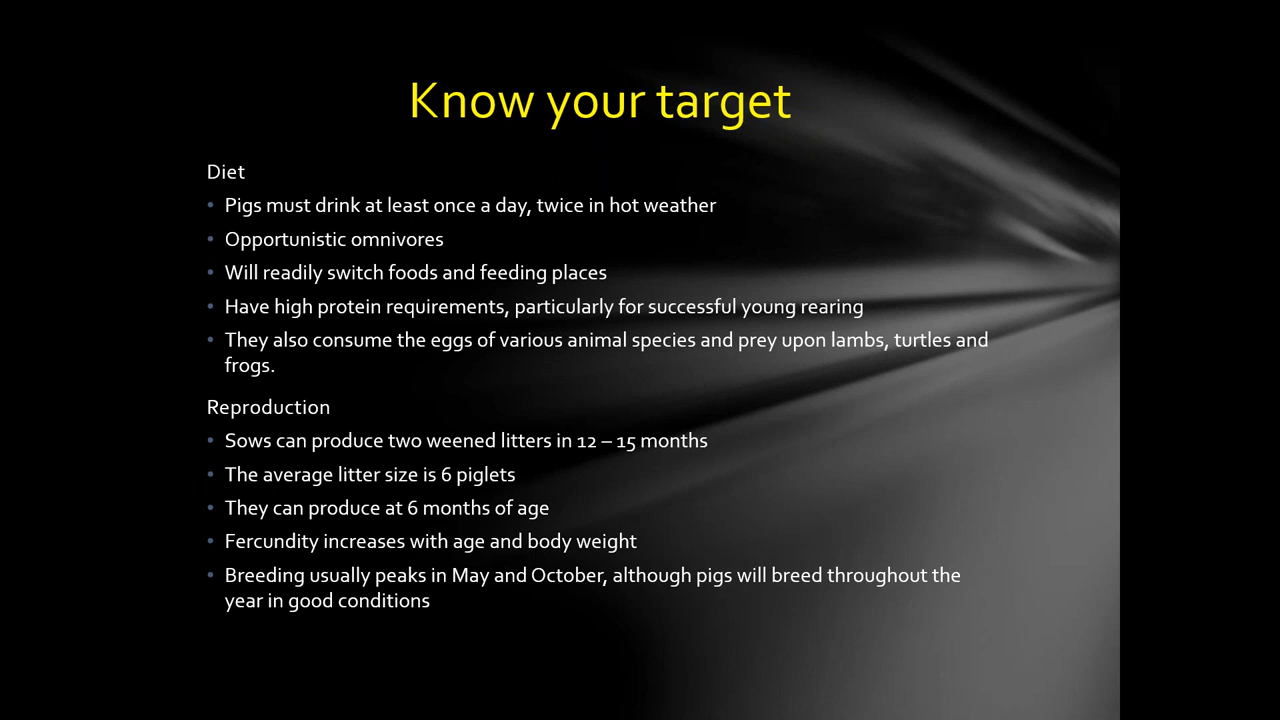 Know your target
Diet
• Pigs must drink at least once a day, twice in hot weather
• Opportunistic omnivores
• Will readily switch foods and feeding places
• Have high protein requirements, particularly for successful young rearing
• They also consume the eggs of various animal species and prey upon lambs, turtles and
frogs.
Reproduction
• Sows can produce two weened litters in 12 – 15 months
• The average litter size is 6 piglets
• They can produce at 6 months of age
• Fercundity increases with age and body weight
• Breeding usually peaks in May and October, although pigs will breed throughout the
year in good conditions